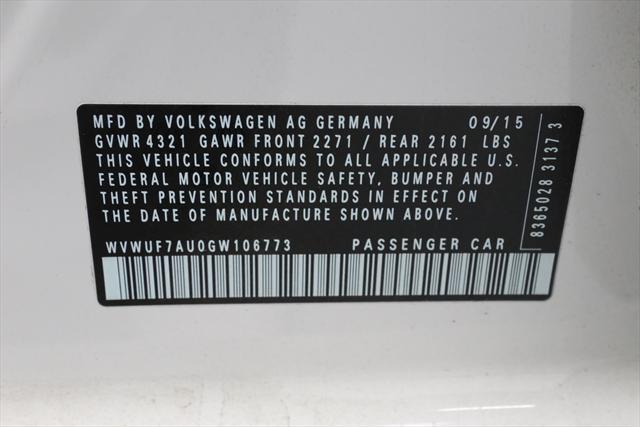 MFD BY VOLKSWAGEN AG GERMANY 09/15
GVWR 4321 GAWR FRONT 2271 / REAR 2161 LBS
THIS VEHICLE CONFORMS TO ALL APPLICABLE U.S.
FEDERAL MOTOR VEHICLE SAFETY, BUMPER AND
THEFT PREVENTION STANDARDS IN EFFECT ON
THE DATE OF MANUFACTURE SHOWN ABOVE.
WVWUF7AU0GW106773 PASSENGER CAR
8365028 3137 3